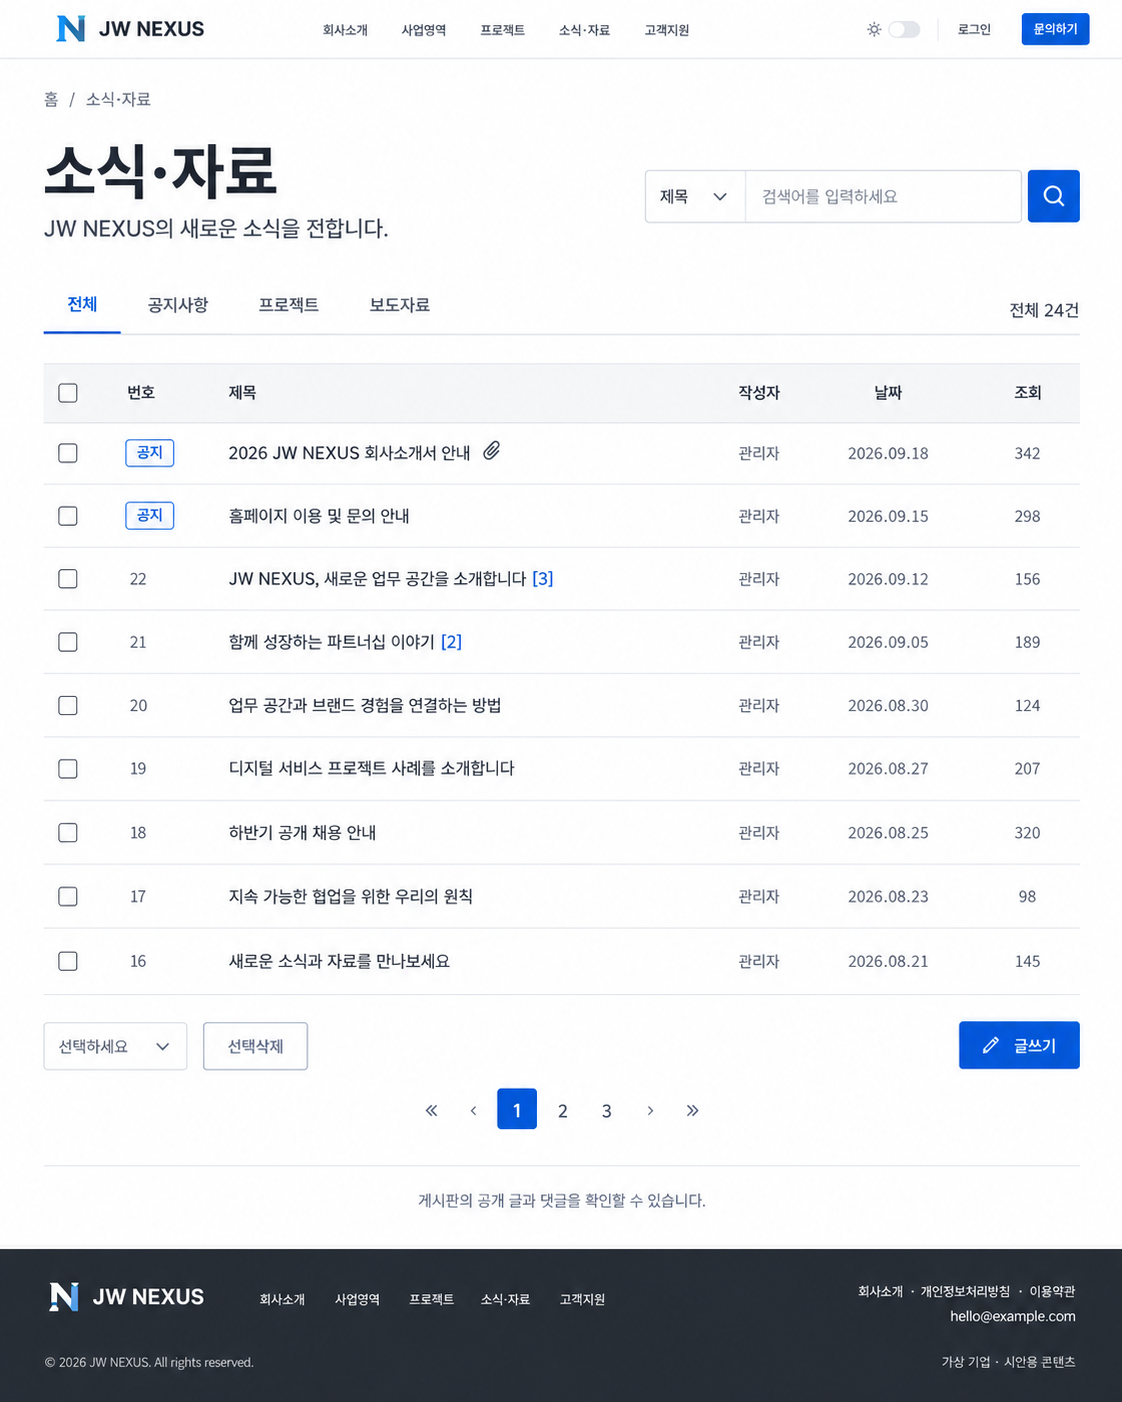 JW NEXUS 회사소개 사업영역 프로젝트 소식·자료 고객지원 로그인 문의하기
홈 / 소식·자료
소식·자료
JW NEXUS의 새로운 소식을 전합니다.
제목 검색어를 입력하세요
전체 공지사항 프로젝트 보도자료 전체 24건
번호 제목 작성자 날짜 조회
공지 2026 JW NEXUS 회사소개서 안내 관리자 2026.09.18 342
공지 홈페이지 이용 및 문의 안내 관리자 2026.09.15 298
22 JW NEXUS, 새로운 업무 공간을 소개합니다 [3] 관리자 2026.09.12 156
21 함께 성장하는 파트너십 이야기 [2] 관리자 2026.09.05 189
20 업무 공간과 브랜드 경험을 연결하는 방법 관리자 2026.08.30 124
19 디지털 서비스 프로젝트 사례를 소개합니다 관리자 2026.08.27 207
18 하반기 공개 채용 안내 관리자 2026.08.25 320
17 지속 가능한 협업을 위한 우리의 원칙 관리자 2026.08.23 98
16 새로운 소식과 자료를 만나보세요 관리자 2026.08.21 145
선택하세요 선택삭제 글쓰기
« ‹ 1 2 3 › »
게시판의 공개 글과 댓글을 확인할 수 있습니다.
JW NEXUS 회사소개 사업영역 프로젝트 소식·자료 고객지원
회사소개 · 개인정보처리방침 · 이용약관
hello@example.com
© 2026 JW NEXUS. All rights reserved.
가상 기업 · 시안용 콘텐츠